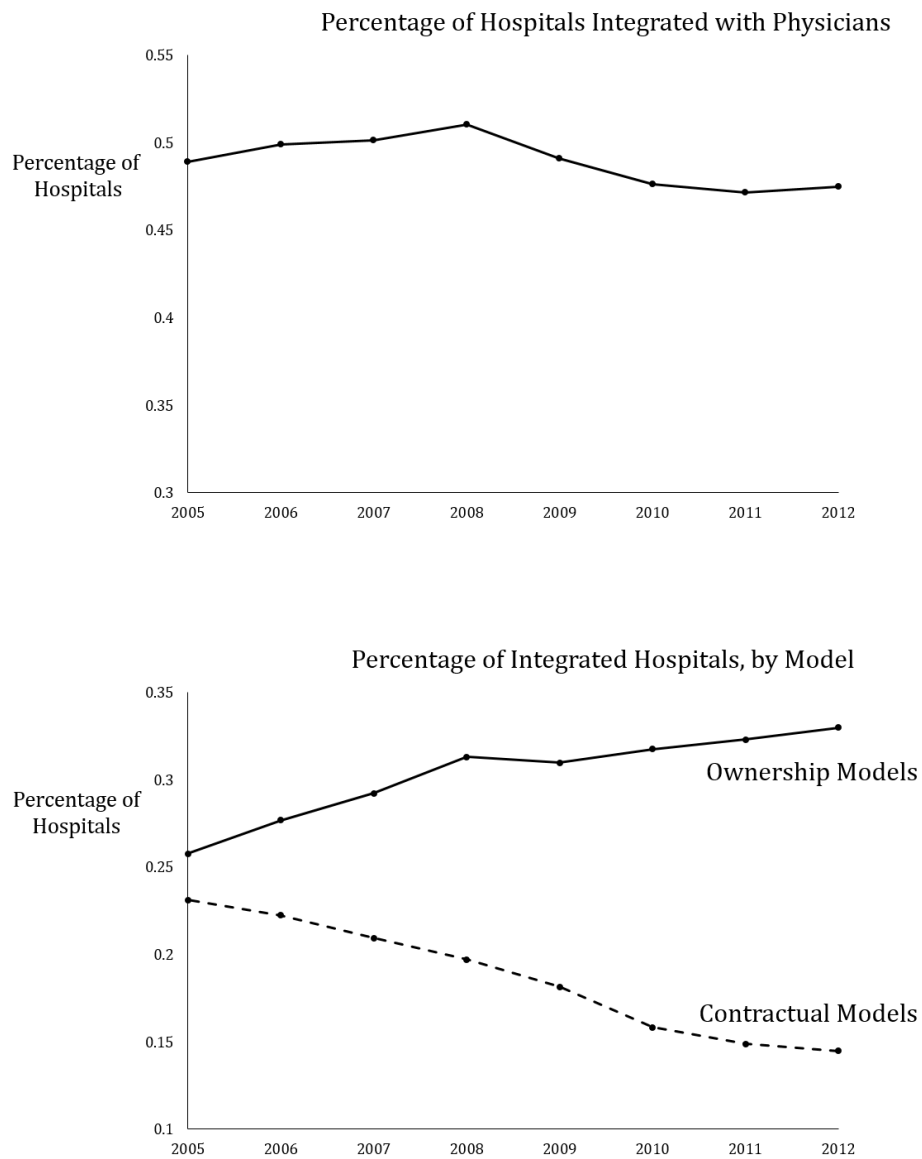 Percentage of Hospitals Integrated with Physicians
0.55
0.5
Percentage of
Hospitals
0.45
0.4
0.35
0.3
2005 2006 2007 2008 2009 2010 2011 2012
Percentage of Integrated Hospitals, by Model
0.35
0.3
Ownership Models
Percentage of
Hospitals
0.25
0.2
Contractual Models
0.15
0.1
2005 2006 2007 2008 2009 2010 2011 2012